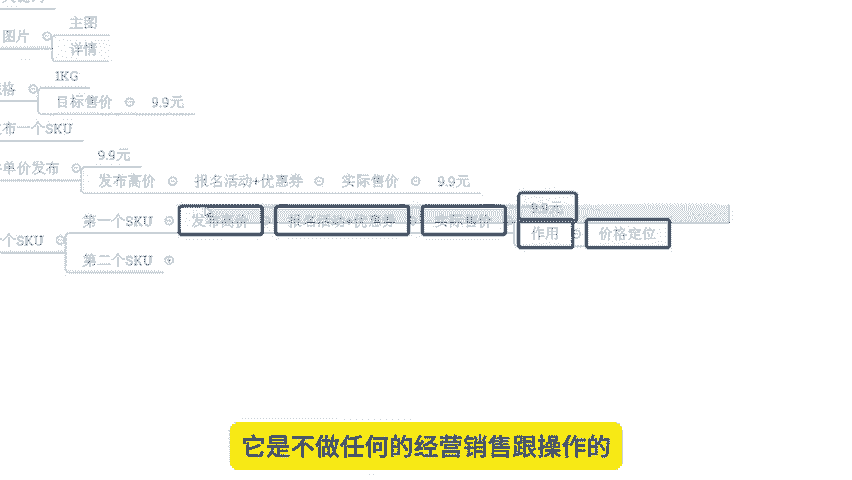 主图
图片
详情
格
1KG
目标售价
9.9元
布一个SKU
9.9元
单价发布
发布高价
报名活动+优惠券
实际售价
9.9元
9.9元
第一个SKU
发布高价
报名活动+优惠券
实际售价
作用
价格定位
个SKU
第二个SKU
它是不做任何的经营销售跟操作的